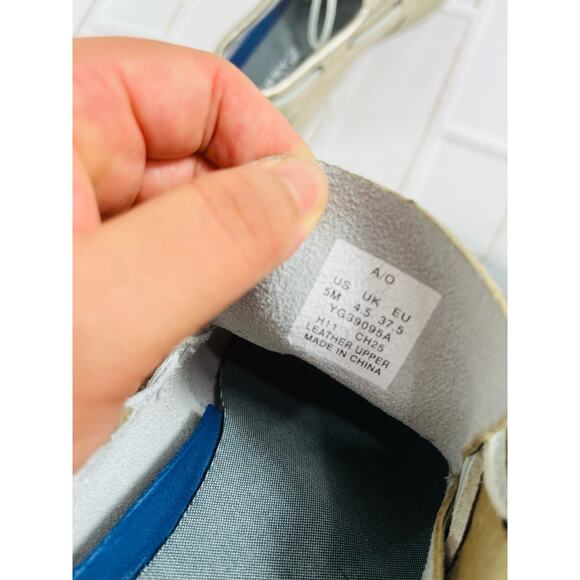 A/O
US UK EU
5M 4.5 37.5
YG39095A
H11 CH25
LEATHER UPPER
MADE IN CHINA